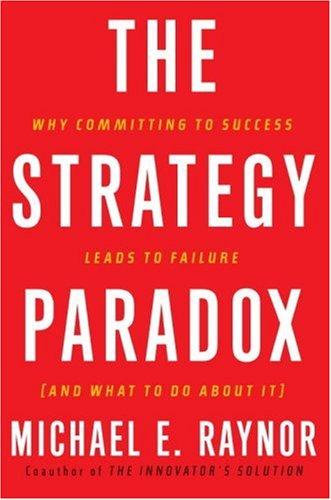 THE
WHY COMMITTING TO SUCCESS
STRATEGY
LEADS TO FAILURE
PARADOX
[AND WHAT TO DO ABOUT IT]
MICHAEL E. RAYNOR
Coauthor of THE INNOVATOR'S SOLUTION